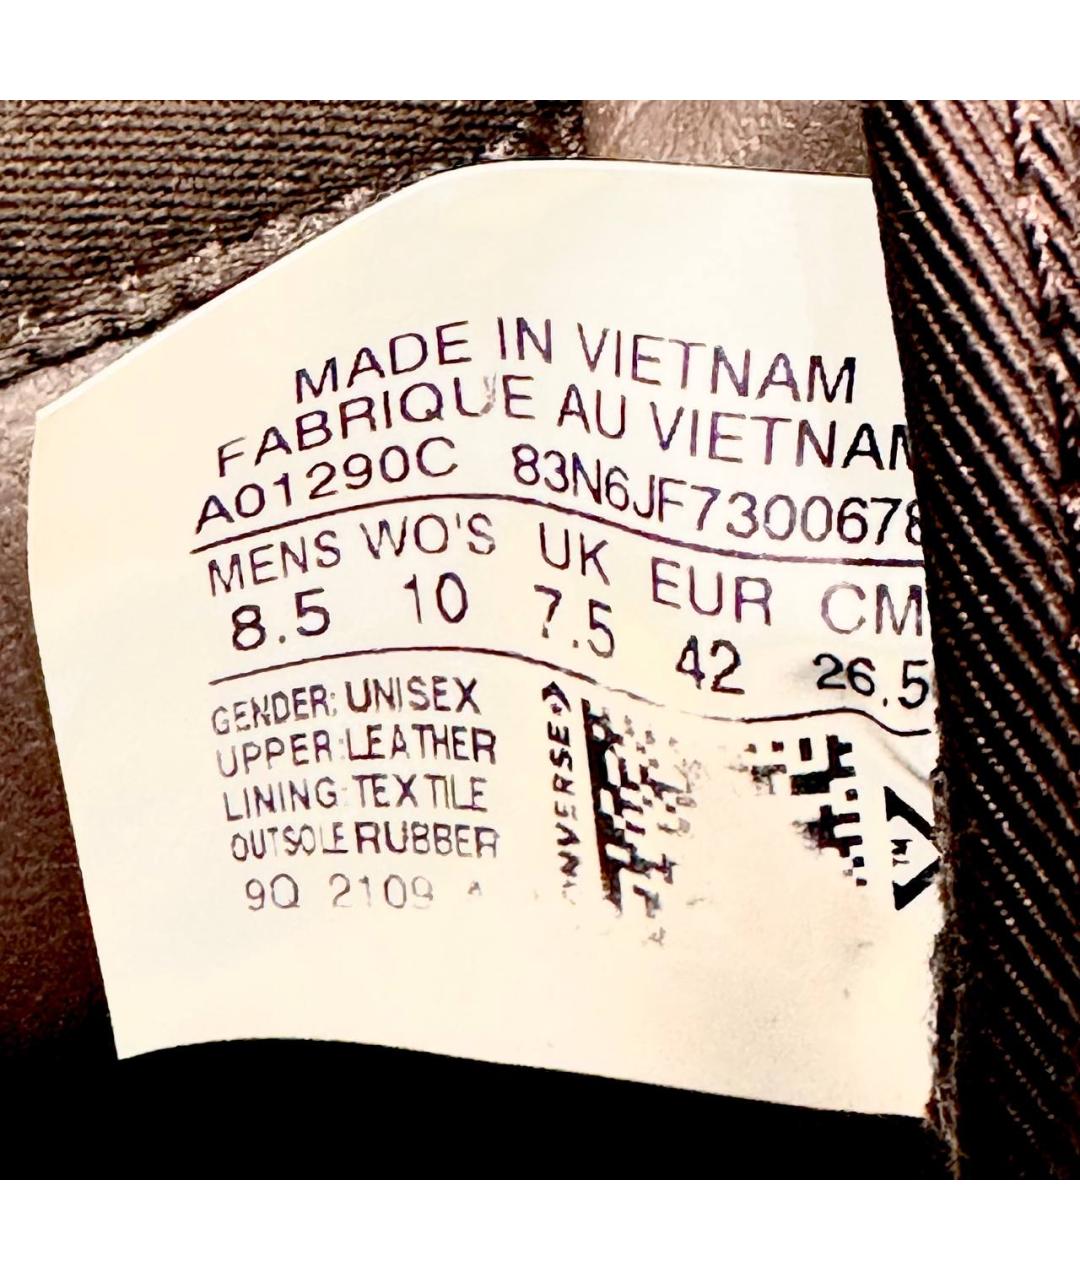 MADE IN VIETNAM
FABRIQUE AU VIETNAM
A01290C 83N6JF7300678
MENS WO'S UK EUR CM
8.5 10 7.5 42 26.5
GENDER: UNISEX
UPPER:LEATHER
LINING:TEXTILE
OUTSOLE RUBBER
9Q 2109
TM